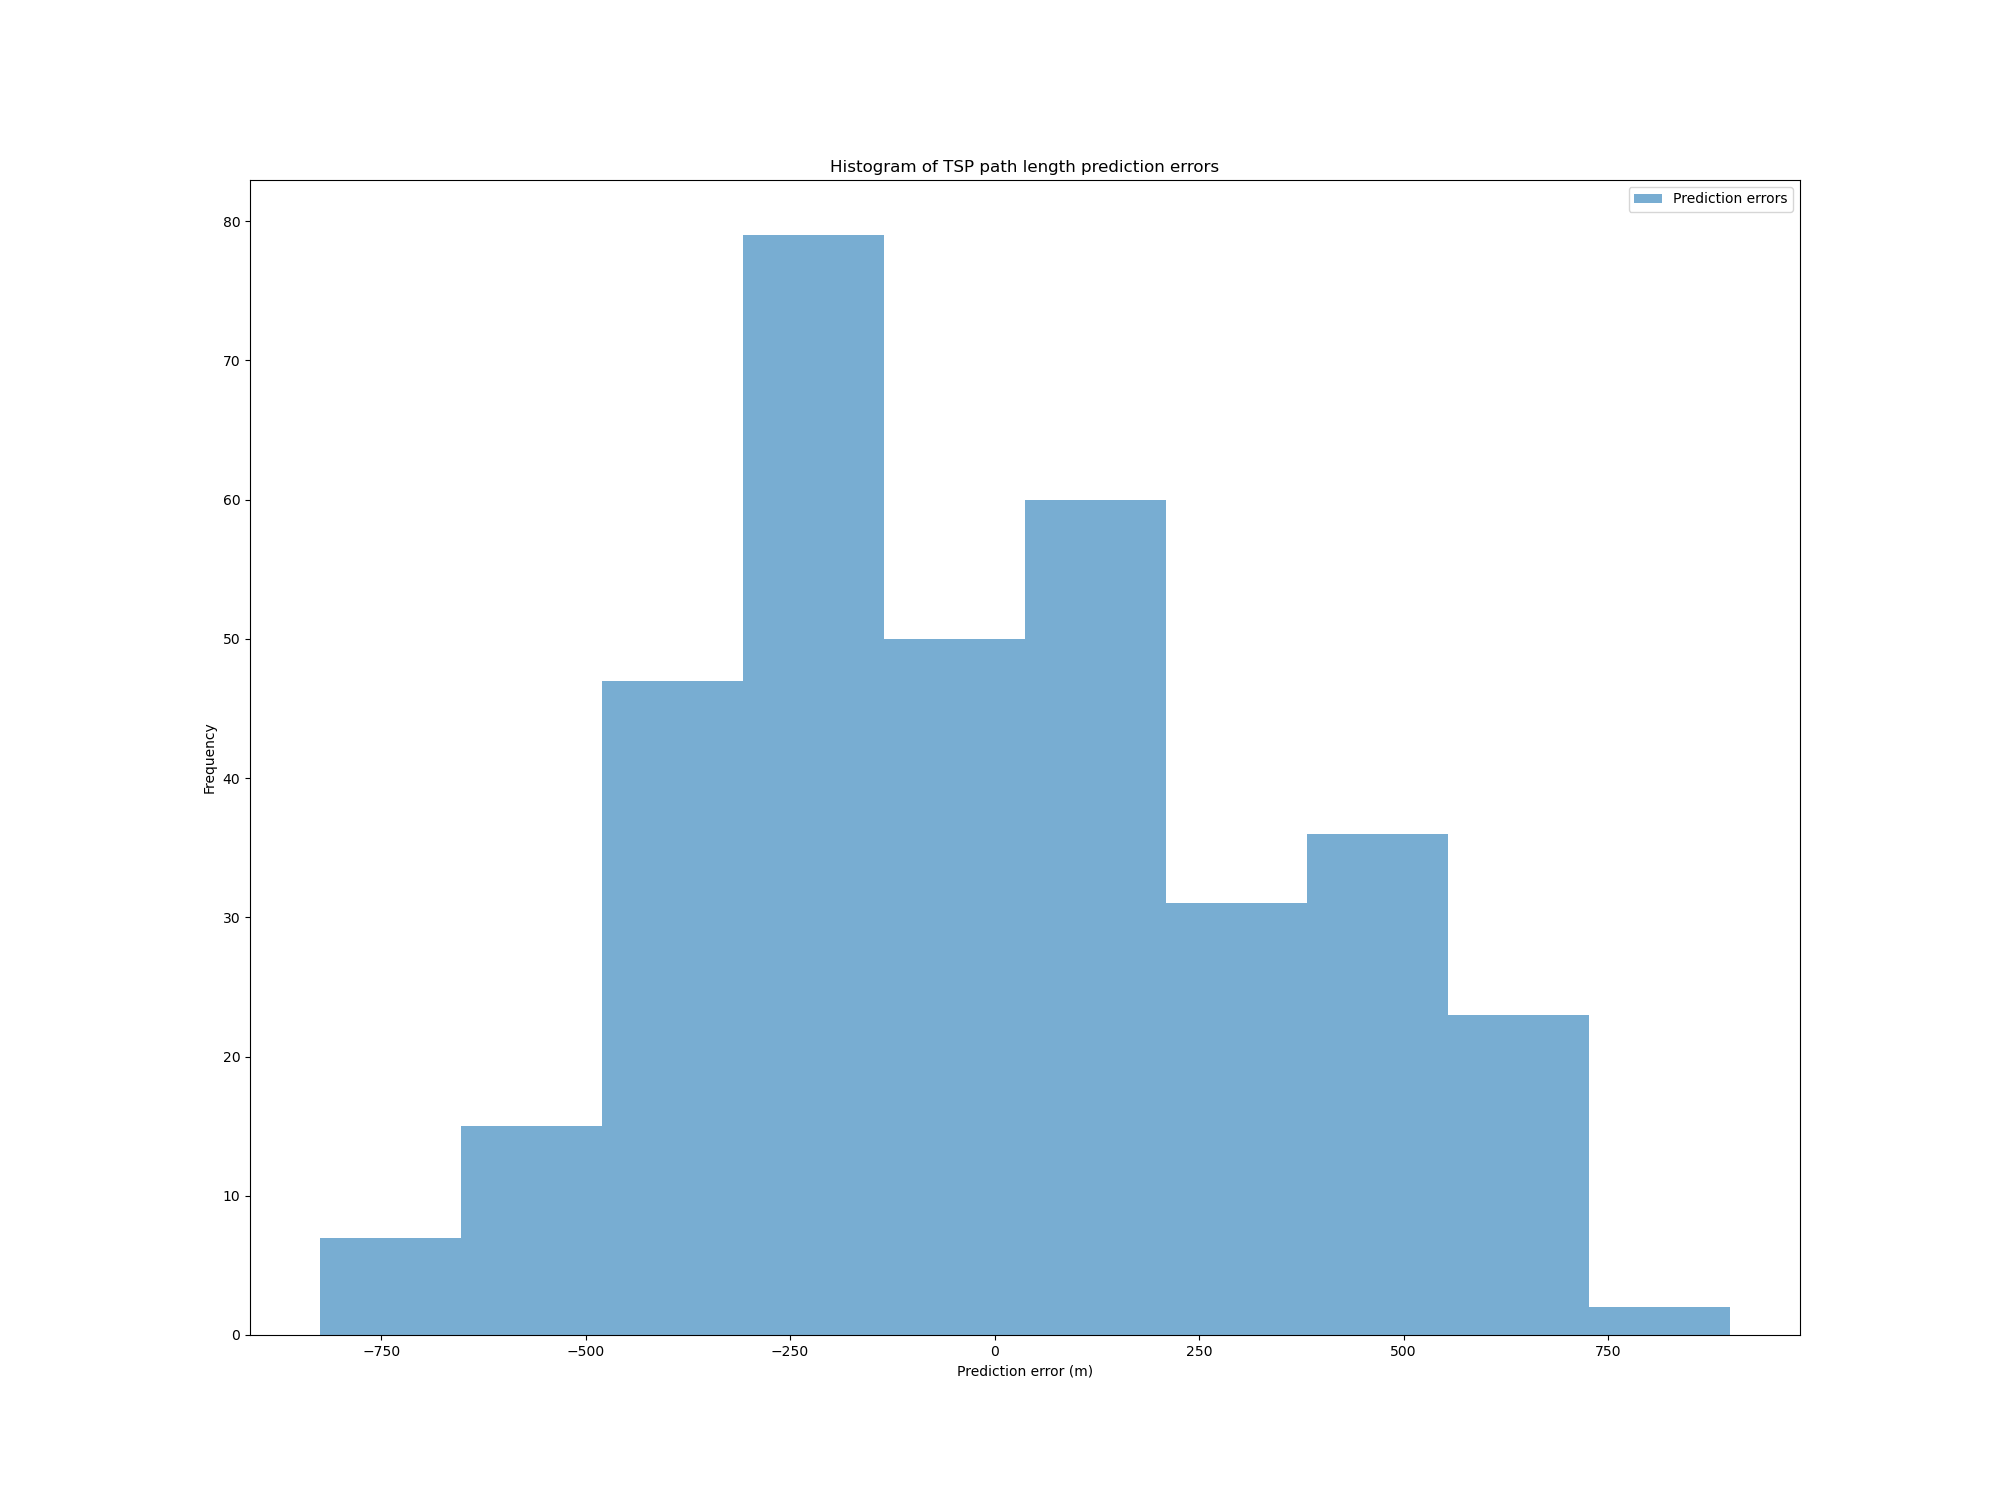 Histogram of TSP path length prediction errors
Prediction errors
80
70
60
50
40
30
20
10
0
Frequency
−750 −500 −250 0 250 500 750
Prediction error (m)